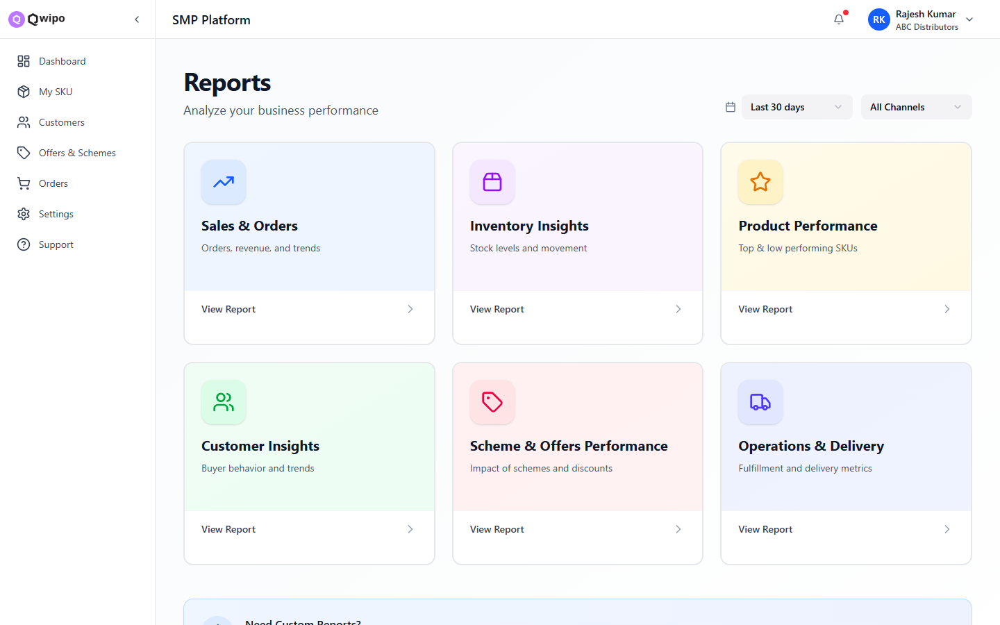 Qwipo
SMP Platform
RK
Rajesh Kumar
ABC Distributors
Dashboard
My SKU
Customers
Offers & Schemes
Orders
Settings
Support
Reports
Analyze your business performance
Last 30 days
All Channels
Sales & Orders
Orders, revenue, and trends
View Report
Inventory Insights
Stock levels and movement
View Report
Product Performance
Top & low performing SKUs
View Report
Customer Insights
Buyer behavior and trends
View Report
Scheme & Offers Performance
Impact of schemes and discounts
View Report
Operations & Delivery
Fulfillment and delivery metrics
View Report
Need Custom Reports?